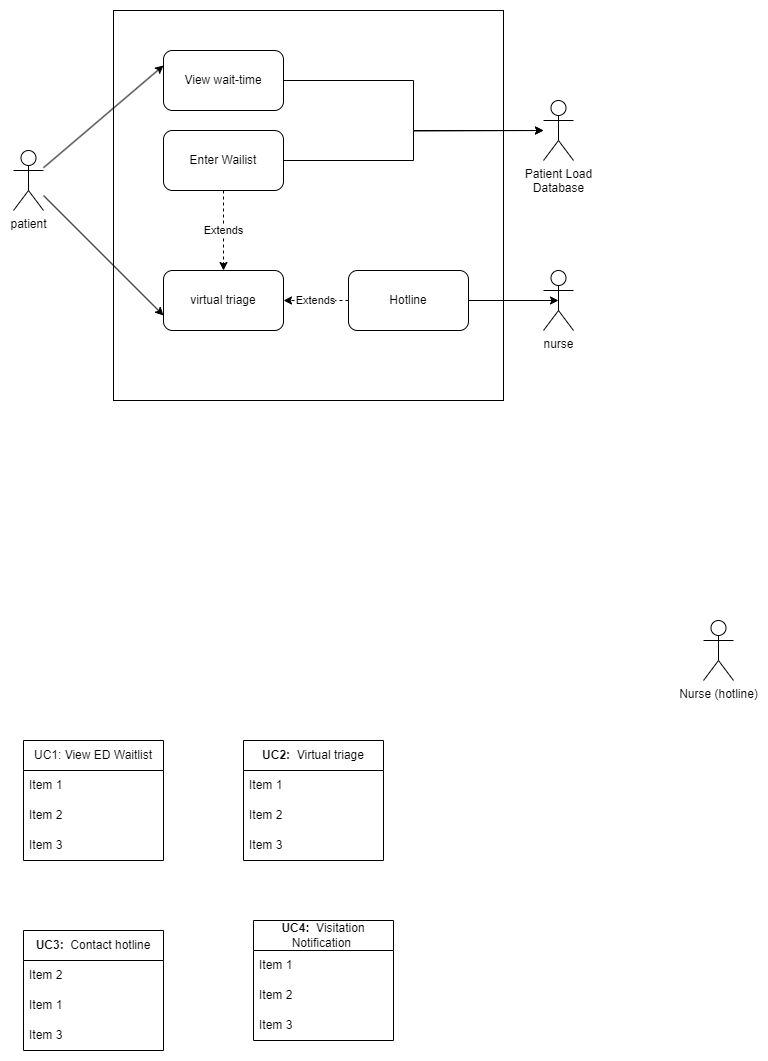 View wait-time
Enter Wailist
patient
Patient Load
Database
Extends
virtual triage
Extends
Hotline
nurse
Nurse (hotline)
UC1: View ED Waitlist
Item 1
Item 2
Item 3
UC2: Virtual triage
Item 1
Item 2
Item 3
UC3: Contact hotline
Item 2
Item 1
Item 3
UC4: Visitation
Notification
Item 1
Item 2
Item 3